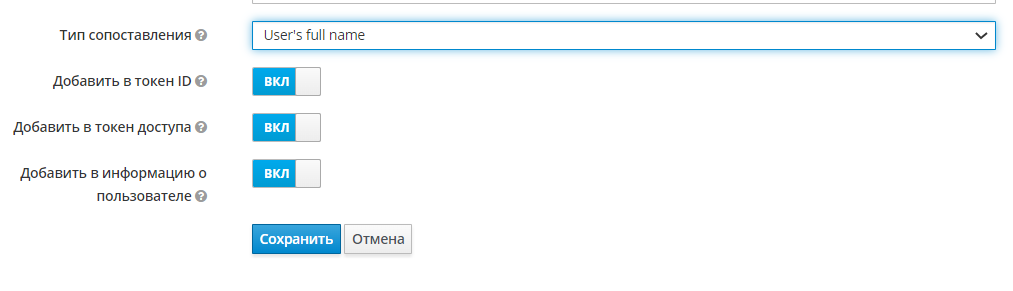 Тип сопоставления ?
User's full name
Добавить в токен ID ?
ВКЛ
Добавить в токен доступа ?
ВКЛ
Добавить в информацию о
пользователе ?
ВКЛ
Сохранить Отмена